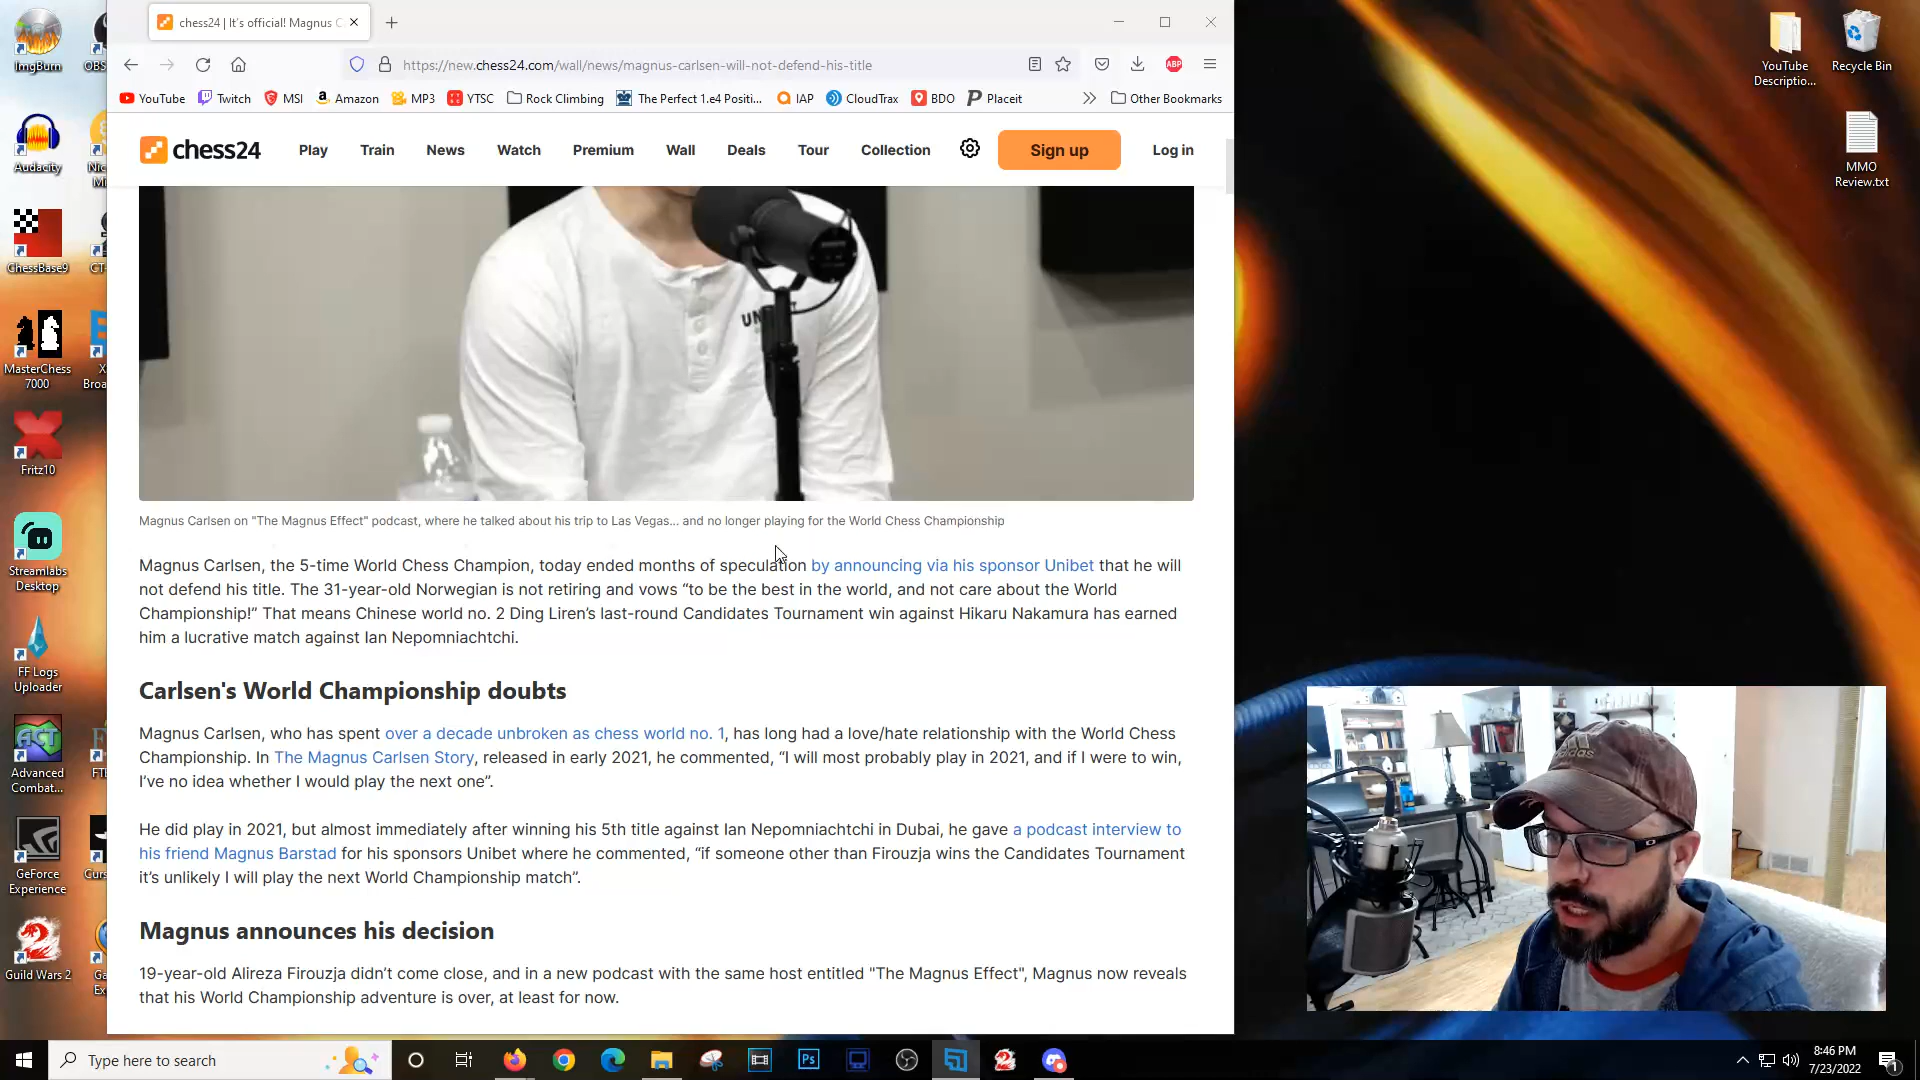 chess24 | It's official! Magnus C
https://new.chess24.com/wall/news/magnus-carlsen-will-not-defend-his-title
ABP
YouTube Twitch MSI Amazon MP3 YTSC Rock Climbing The Perfect 1.e4 Positi... IAP CloudTrax BDO Placeit Other Bookmarks
chess24 Play Train News Watch Premium Wall Deals Tour Collection Sign up Log in
Magnus Carlsen on "The Magnus Effect" podcast, where he talked about his trip to Las Vegas... and no longer playing for the World Chess Championship
Magnus Carlsen, the 5-time World Chess Champion, today ended months of speculation by announcing via his sponsor Unibet that he will
not defend his title. The 31-year-old Norwegian is not retiring and vows “to be the best in the world, and not care about the World
Championship!” That means Chinese world no. 2 Ding Liren’s last-round Candidates Tournament win against Hikaru Nakamura has earned
him a lucrative match against Ian Nepomniachtchi.
Carlsen's World Championship doubts
Magnus Carlsen, who has spent over a decade unbroken as chess world no. 1, has long had a love/hate relationship with the World Chess
Championship. In The Magnus Carlsen Story, released in early 2021, he commented, “I will most probably play in 2021, and if I were to win,
I’ve no idea whether I would play the next one”.
He did play in 2021, but almost immediately after winning his 5th title against Ian Nepomniachtchi in Dubai, he gave a podcast interview to
his friend Magnus Barstad for his sponsors Unibet where he commented, “if someone other than Firouzja wins the Candidates Tournament
it’s unlikely I will play the next World Championship match”.
Magnus announces his decision
19-year-old Alireza Firouzja didn’t come close, and in a new podcast with the same host entitled "The Magnus Effect", Magnus now reveals
that his World Championship adventure is over, at least for now.
ImgBurn
OBS
Audacity
Nic
Mi
ChessBase9
CT-
MasterChess
7000
X
Broa
Fritz10
Streamlabs
Desktop
FF Logs
Uploader
ACT
Advanced
Combat...
FT
GeForce
Experience
Curs
Guild Wars 2
Ga
Ex
YouTube
Descriptio...
Recycle Bin
MMO
Review.txt
adidas
Type here to search
Ps
8:46 PM
7/23/2022
1